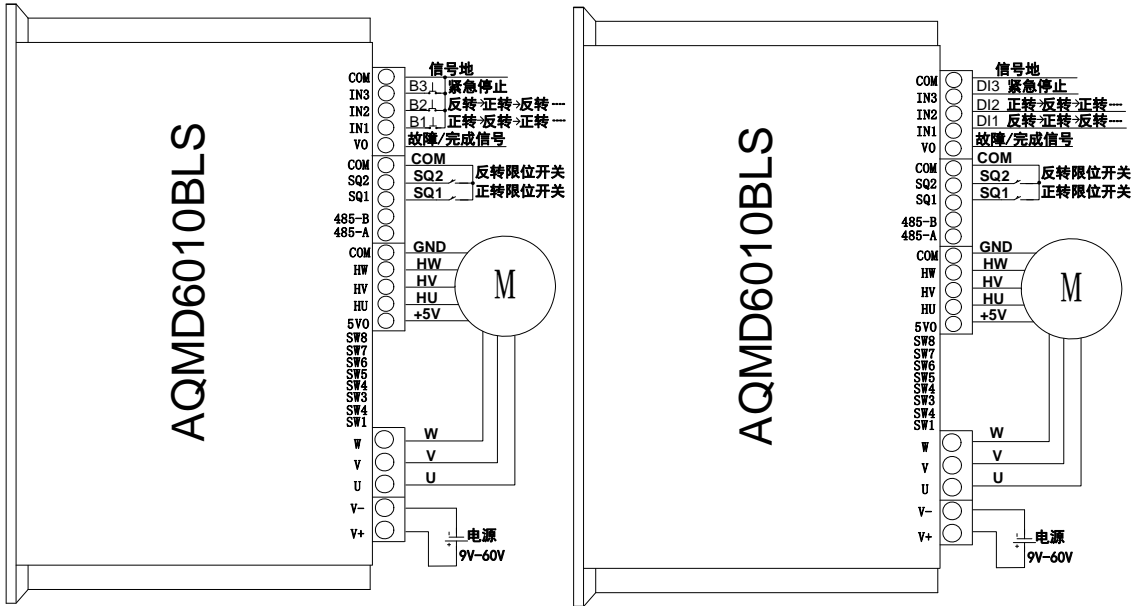 AQMD6010BLS
信号地
COM
IN3 B3 紧急停止
IN2 B2 反转→正转→反转----
IN1 B1 正转→反转→正转----
VO 故障/完成信号
COM COM
SQ2 SQ2 反转限位开关
SQ1 SQ1 正转限位开关
485-B
485-A
COM GND
HW HW
HV HV
HU HU
5VO +5V
M
SW8
SW7
SW6
SW5
SW4
SW3
SW4
SW1
W W
V V
U U
V-
V+
电源
9V-60V
AQMD6010BLS
信号地
COM
IN3 DI3 紧急停止
IN2 DI2 正转→反转→正转----
IN1 DI1 反转→正转→反转----
VO 故障/完成信号
COM COM
SQ2 SQ2 反转限位开关
SQ1 SQ1 正转限位开关
485-B
485-A
COM GND
HW HW
HV HV
HU HU
5VO +5V
M
SW8
SW7
SW6
SW5
SW4
SW3
SW4
SW1
W W
V V
U U
V-
V+
电源
9V-60V